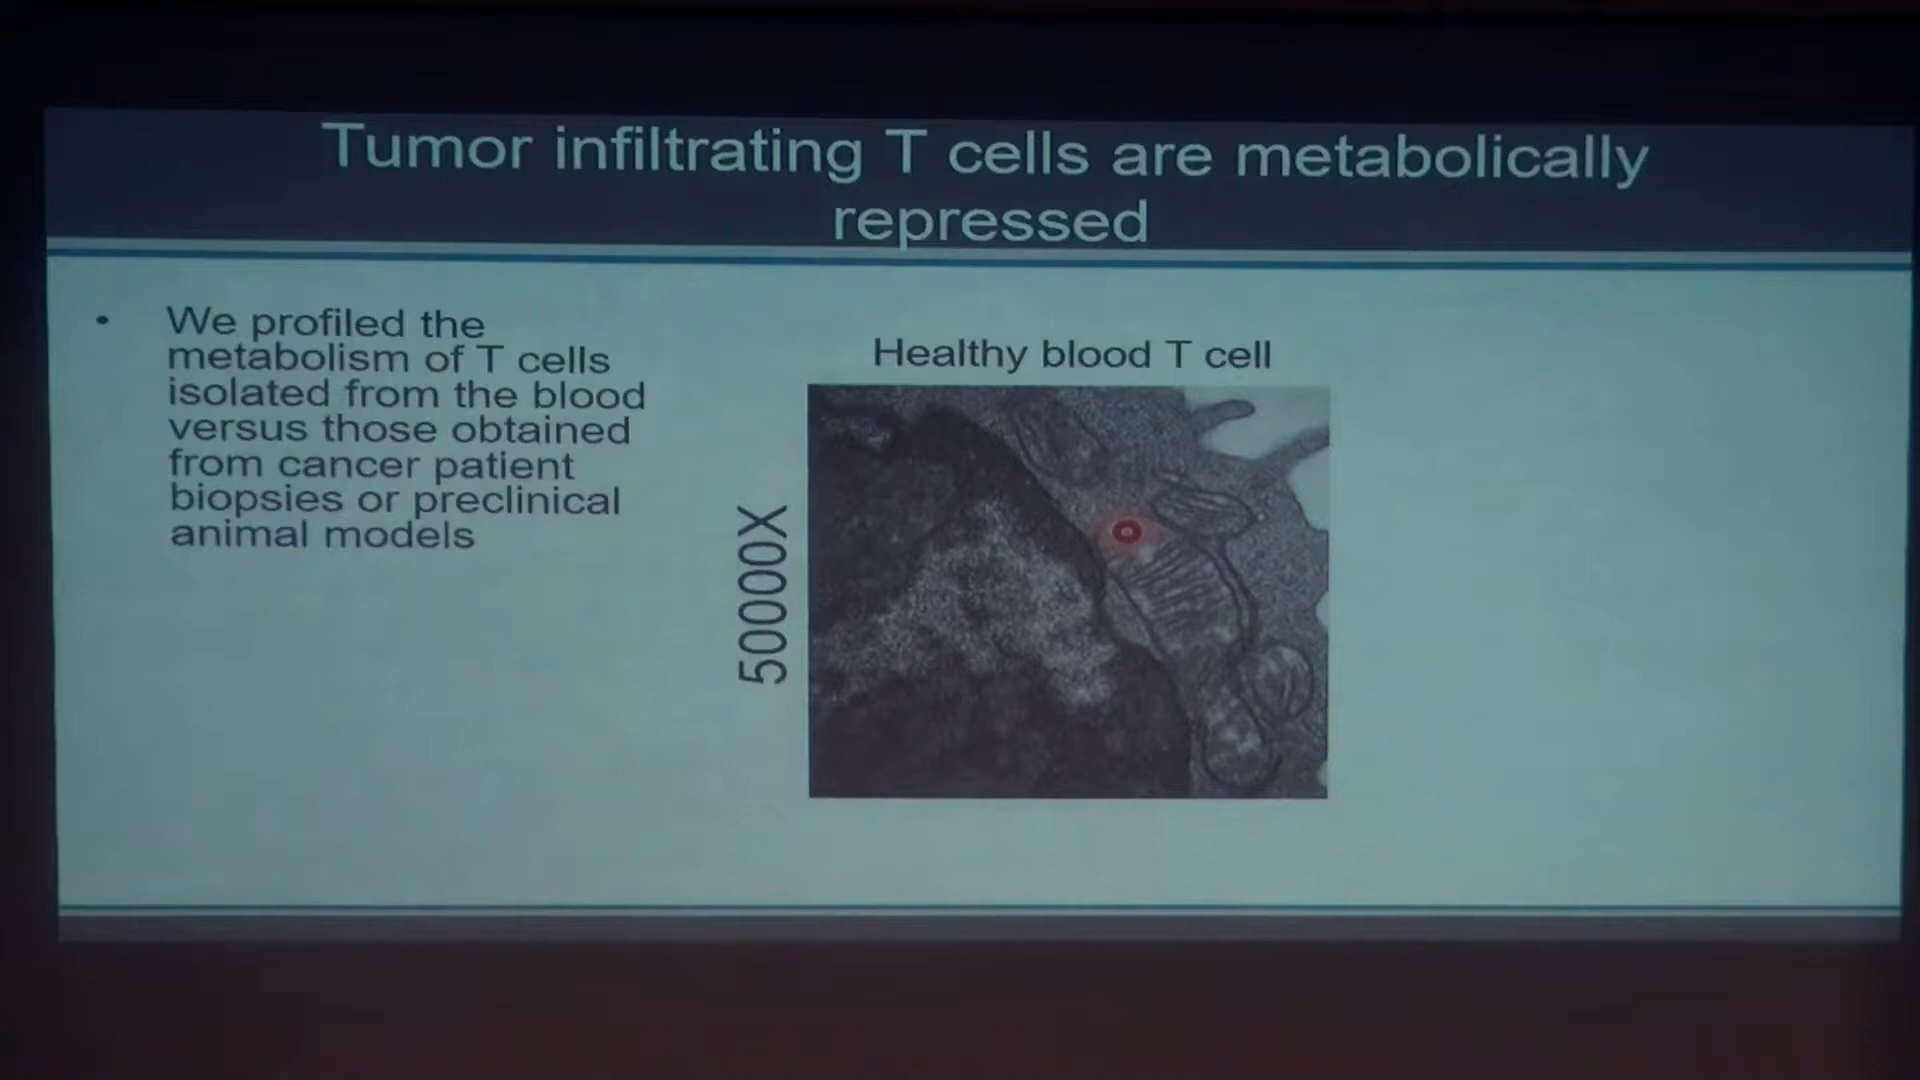 Tumor infiltrating T cells are metabolically
repressed
• We profiled the
metabolism of T cells
isolated from the blood
versus those obtained
from cancer patient
biopsies or preclinical
animal models
Healthy blood T cell
50000X